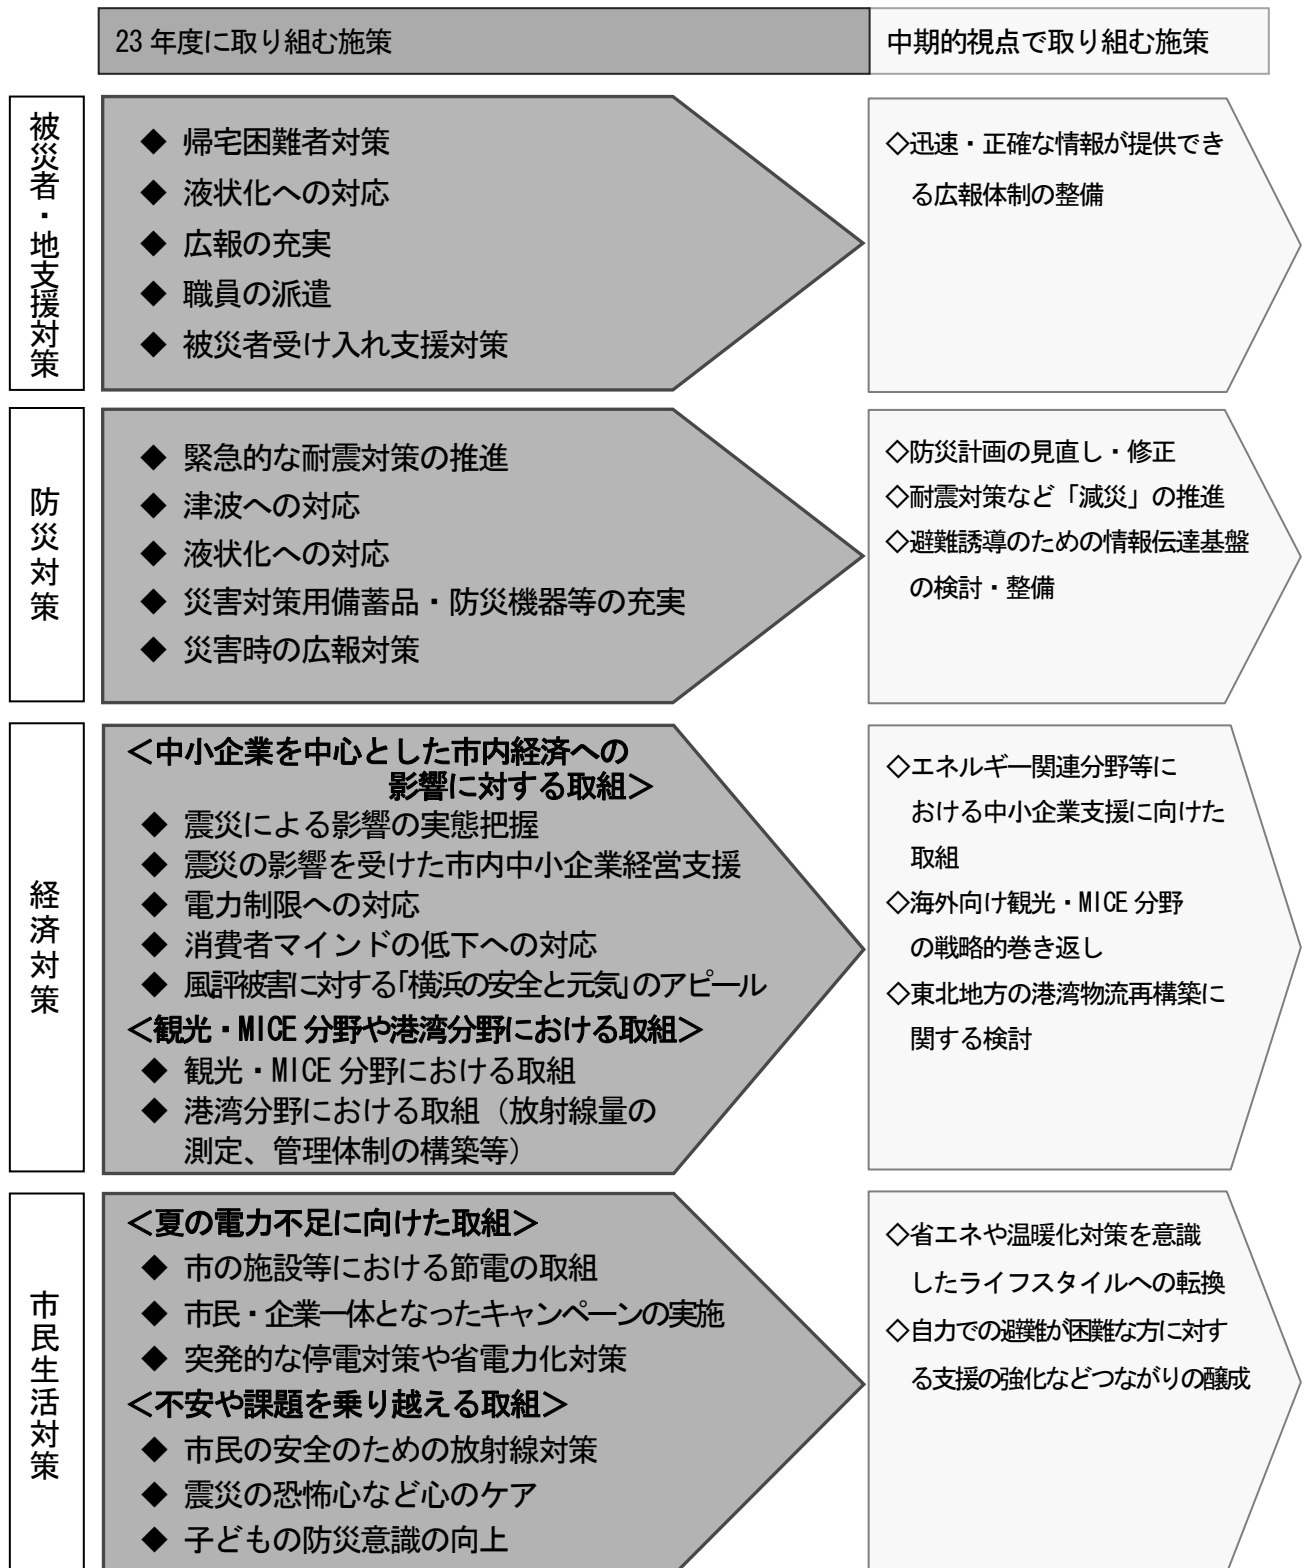 23 年度に取り組む施策
中期的視点で取り組む施策
被災者・地支援対策
◆ 帰宅困難者対策
◆ 液状化への対応
◆ 広報の充実
◆ 職員の派遣
◆ 被災者受け入れ支援対策
◇迅速・正確な情報が提供でき
る広報体制の整備
防災対策
◆ 緊急的な耐震対策の推進
◆ 津波への対応
◆ 液状化への対応
◆ 災害対策用備蓄品・防災機器等の充実
◆ 災害時の広報対策
◇防災計画の見直し・修正
◇耐震対策など「減災」の推進
◇避難誘導のための情報伝達基盤
の検討・整備
経済対策
＜中小企業を中心とした市内経済への
影響に対する取組＞
◆ 震災による影響の実態把握
◆ 震災の影響を受けた市内中小企業経営支援
◆ 電力制限への対応
◆ 消費者マインドの低下への対応
◆ 風評被害に対する「横浜の安全と元気」のアピール
＜観光・MICE 分野や港湾分野における取組＞
◆ 観光・MICE 分野における取組
◆ 港湾分野における取組（放射線量の
測定、管理体制の構築等）
◇エネルギー関連分野等に
おける中小企業支援に向けた
取組
◇海外向け観光・MICE 分野
の戦略的巻き返し
◇東北地方の港湾物流再構築に
関する検討
市民生活対策
＜夏の電力不足に向けた取組＞
◆ 市の施設等における節電の取組
◆ 市民・企業一体となったキャンペーンの実施
◆ 突発的な停電対策や省電力化対策
＜不安や課題を乗り越える取組＞
◆ 市民の安全のための放射線対策
◆ 震災の恐怖心など心のケア
◆ 子どもの防災意識の向上
◇省エネや温暖化対策を意識
したライフスタイルへの転換
◇自力での避難が困難な方に対す
る支援の強化などつながりの醸成